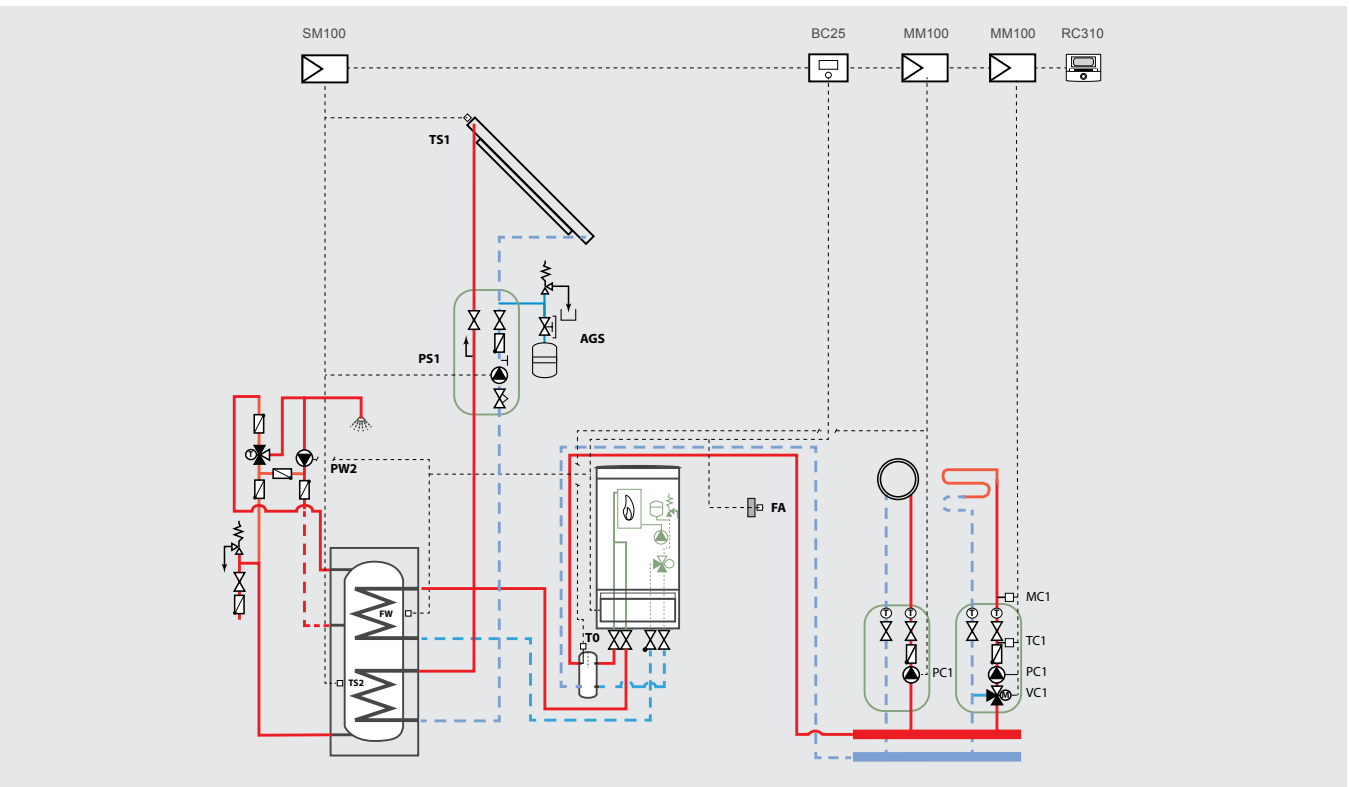 SM100
BC25
MM100
MM100
RC310
TS1
AGS
PS1
T
PW2
FA
FW
T0
TS2
T
T
T
T
MC1
TC1
PC1
PC1
M
VC1